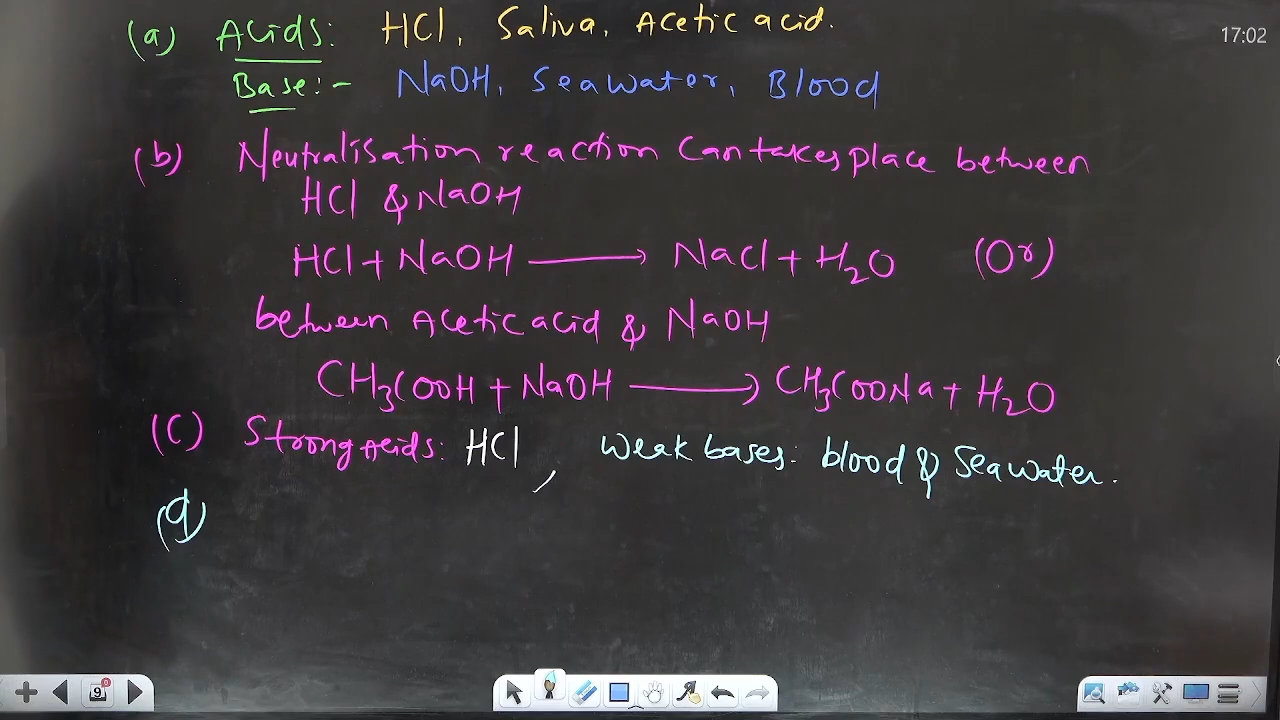 (a) Acids: HCl, Saliva, Acetic acid.
17:02
Base:- NaOH, Seawater, Blood
(b) Neutralisation reaction can takes place between
HCl & NaOH
HCl + NaOH ⟶ NaCl + H₂O (Or)
between Acetic acid & NaOH
CH₃COOH + NaOH ⟶ CH₃COONa + H₂O
(C) Strong Acids: HCl, Weak bases: blood & Seawater.
(d)
9